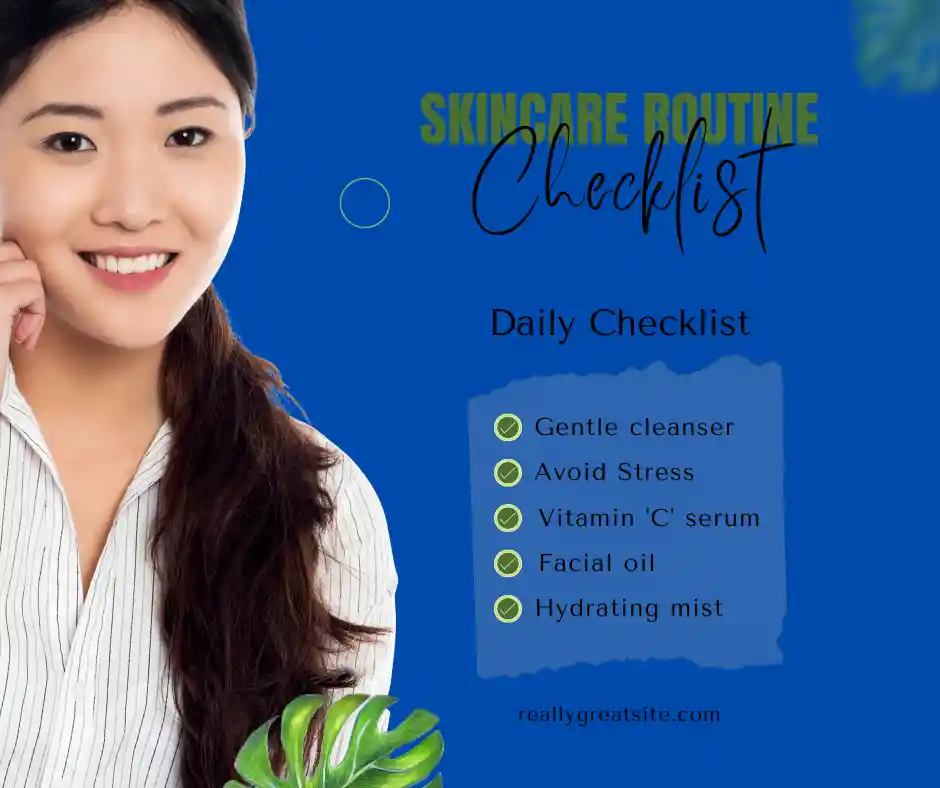 SKINCARE ROUTINE
Checklist
Daily Checklist
Gentle cleanser
Avoid Stress
Vitamin 'C' serum
Facial oil
Hydrating mist
reallygreatsite.com